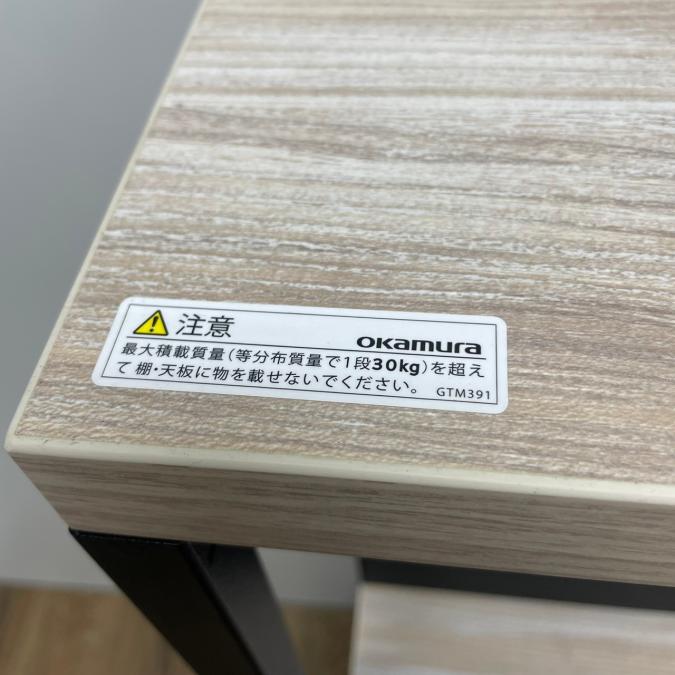 注意
okamura
最大積載質量(等分布質量で1段30kg)を超え
て 棚・天板に物を載せないでください。 GTM391